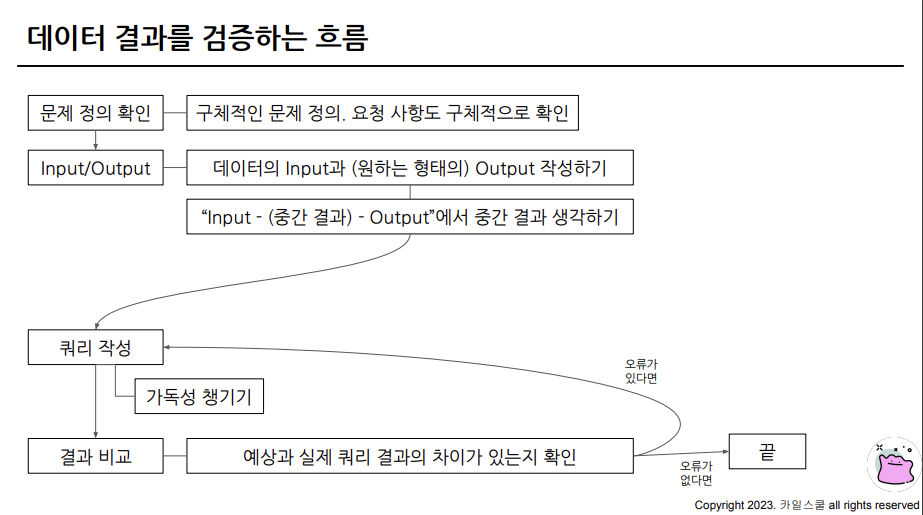 데이터 결과를 검증하는 흐름
문제 정의 확인
구체적인 문제 정의. 요청 사항도 구체적으로 확인
Input/Output
데이터의 Input과 (원하는 형태의) Output 작성하기
“Input - (중간 결과) - Output”에서 중간 결과 생각하기
쿼리 작성
오류가
있다면
가독성 챙기기
결과 비교
예상과 실제 쿼리 결과의 차이가 있는지 확인
오류가
없다면
끝
Copyright 2023. 카일스쿨 all rights reserved